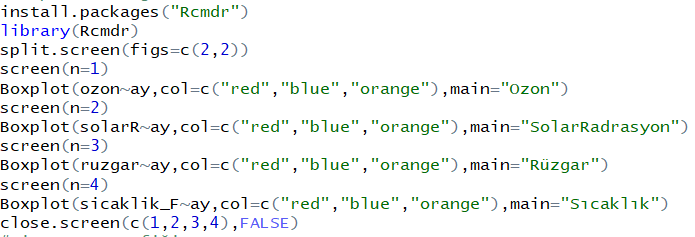 install.packages("Rcmdr")
library(Rcmdr)
split.screen(figs=c(2,2))
screen(n=1)
Boxplot(ozon~ay,col=c("red","blue","orange"),main="Ozon")
screen(n=2)
Boxplot(solarR~ay,col=c("red","blue","orange"),main="SolarRadrasyon")
screen(n=3)
Boxplot(ruzgar~ay,col=c("red","blue","orange"),main="Rüzgar")
screen(n=4)
Boxplot(sicaklik_F~ay,col=c("red","blue","orange"),main="Sıcaklık")
close.screen(c(1,2,3,4),FALSE)